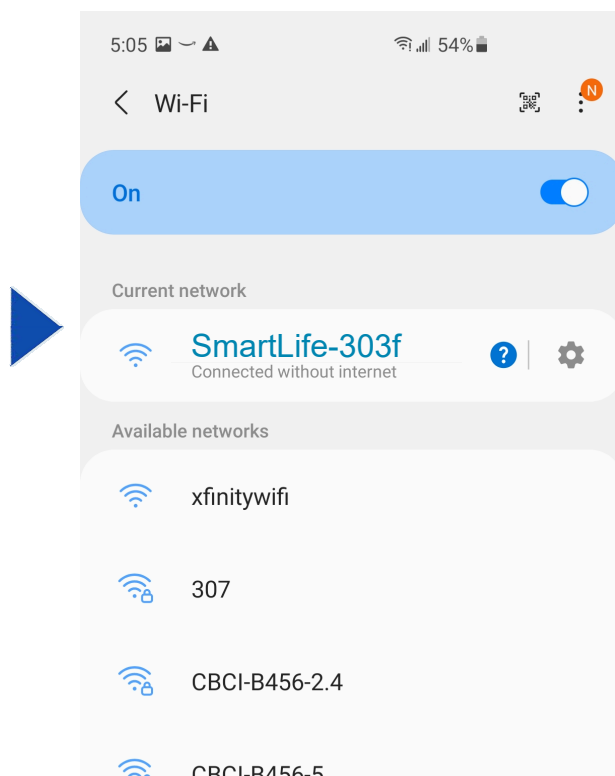 5:05 54%
Wi-Fi N
On
Current network
SmartLife-303f
Connected without internet
Available networks
xfinitywifi
307
CBCI-B456-2.4
CBCI-B456-5